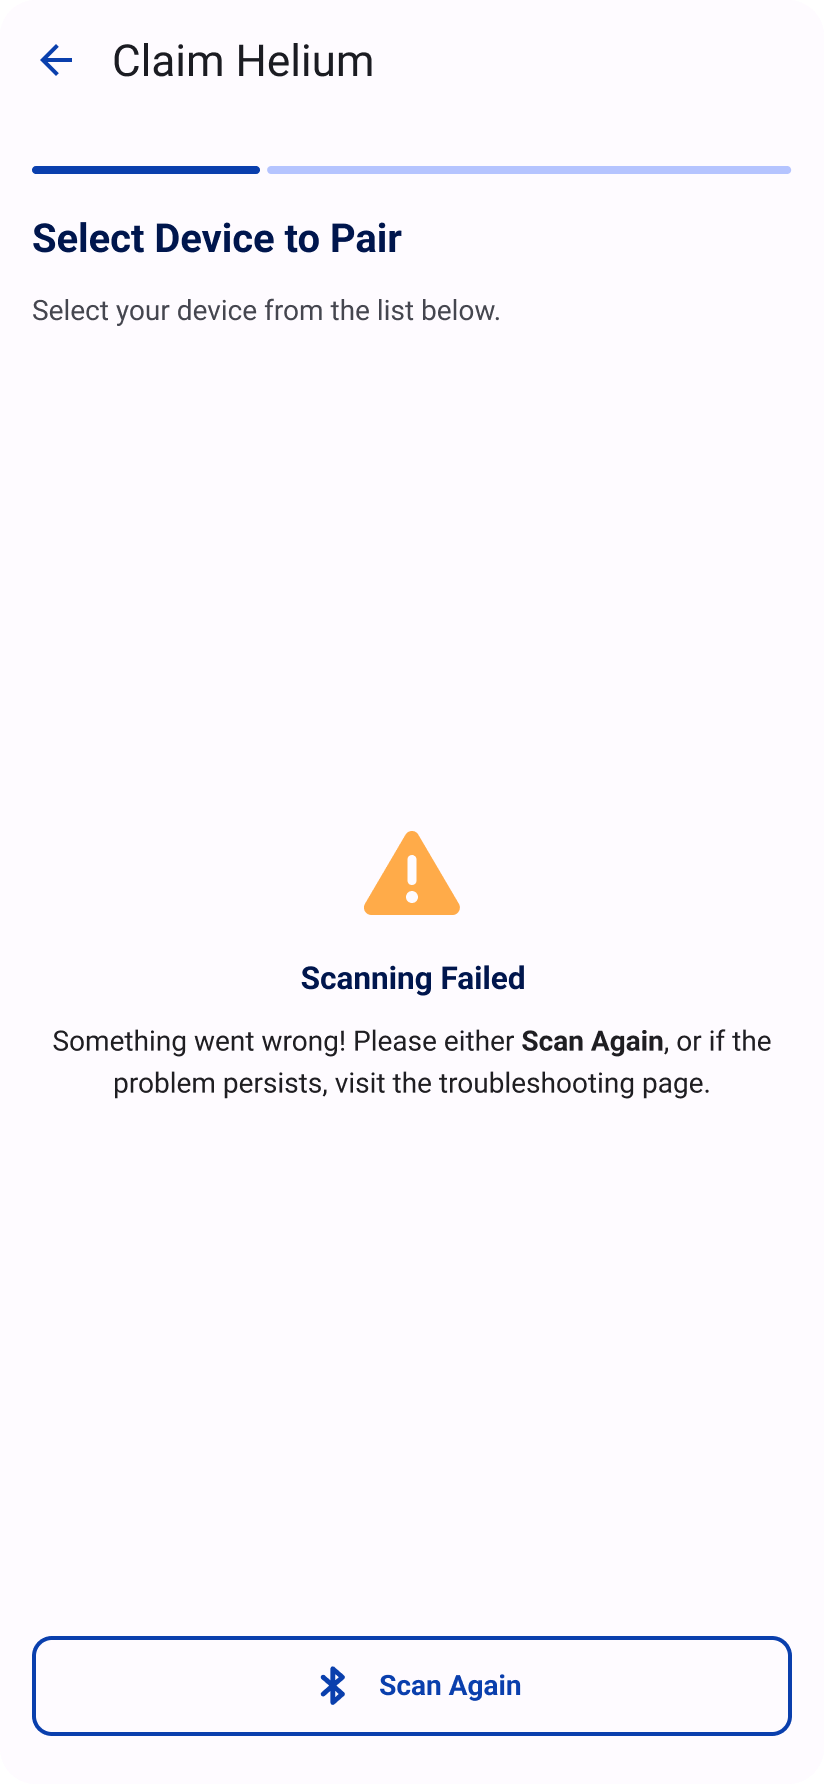 Claim Helium
Select Device to Pair
Select your device from the list below.
Scanning Failed
Something went wrong! Please either Scan Again, or if the
problem persists, visit the troubleshooting page.
Scan Again